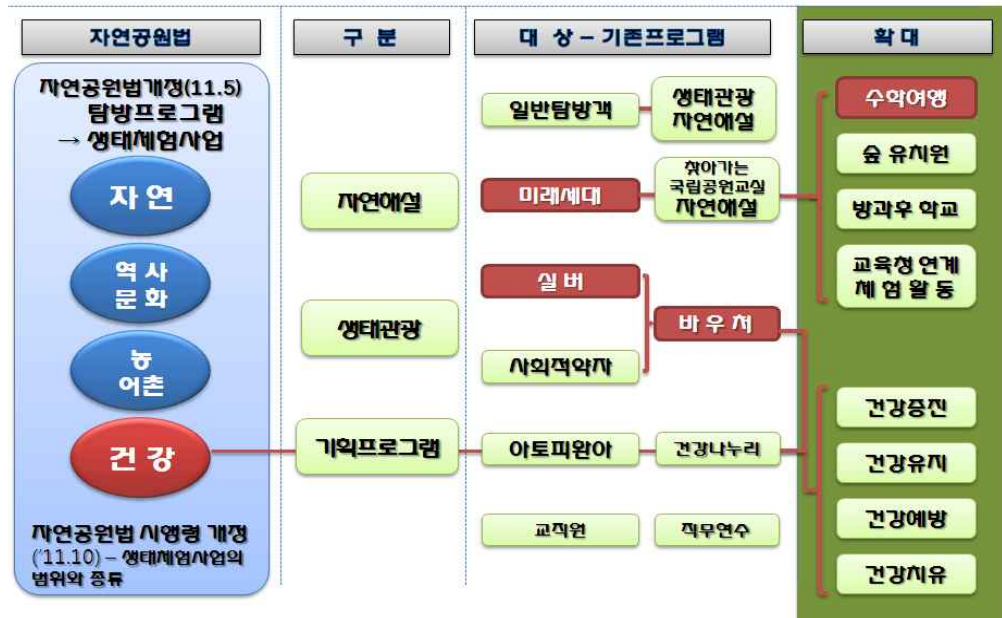 자연공원법
구 분
대 상 – 기존프로그램
확 대
자연공원법개정(11.5)
탐방프로그램
→ 생태체험사업
자 연
역 사
문 화
농
어촌
건 강
자연공원법 시행령 개정
('11.10) – 생태체험사업의
범위와 종류
자연해설
생태관광
기획프로그램
일반탐방객
생태관광
자연해설
미래세대
찾아가는
국립공원교실
자연해설
실 버
바 우 처
사회적약자
아토피환아
건강나누리
교직원
직무연수
수학여행
숲 유치원
방과후 학교
교육청 연계
체 험 활 동
건강증진
건강유지
건강예방
건강치유